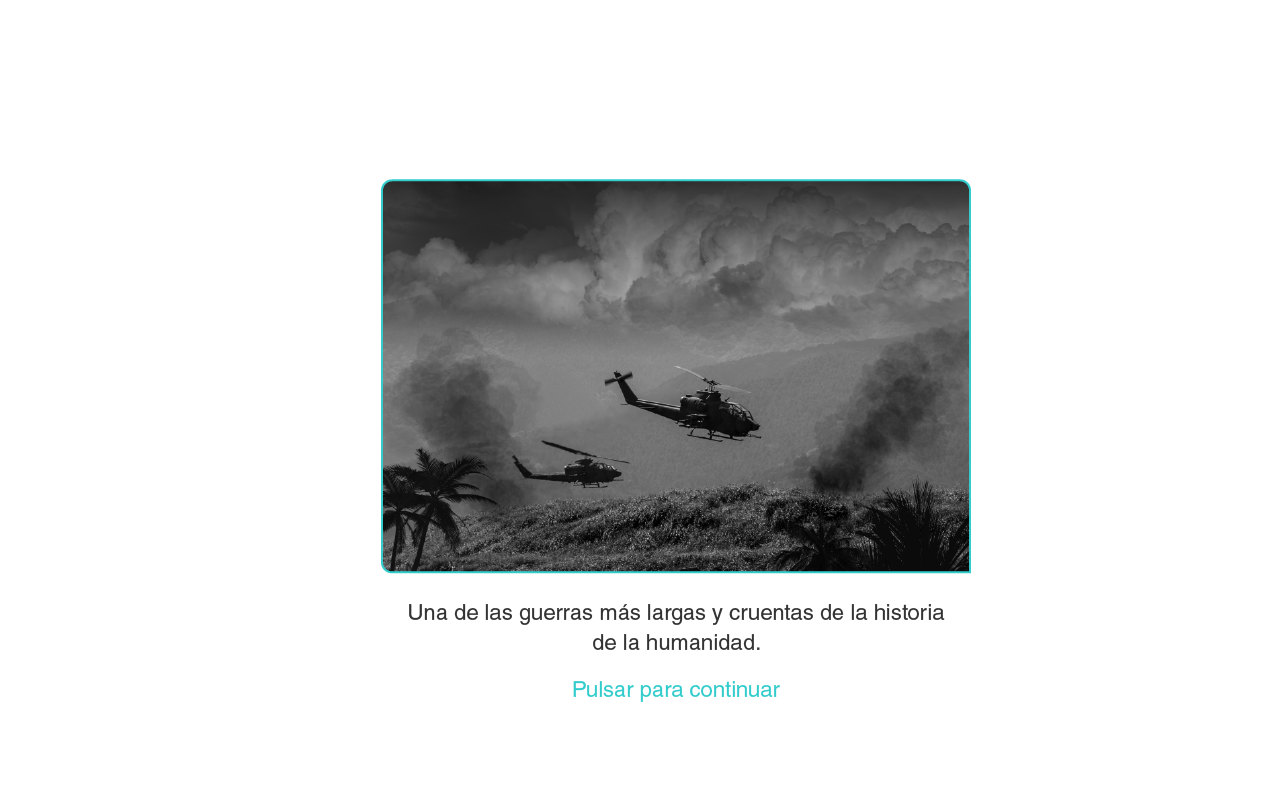 Una de las guerras más largas y cruentas de la historia
de la humanidad.
Pulsar para continuar